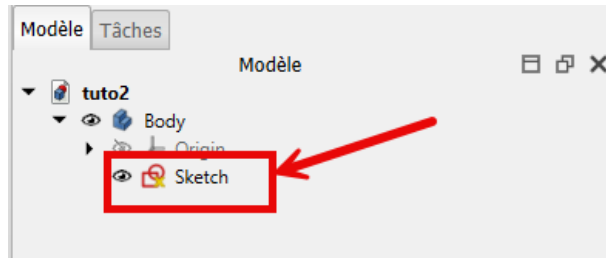 Modèle Tâches
Modèle
tuto2
Body
Origin
Sketch